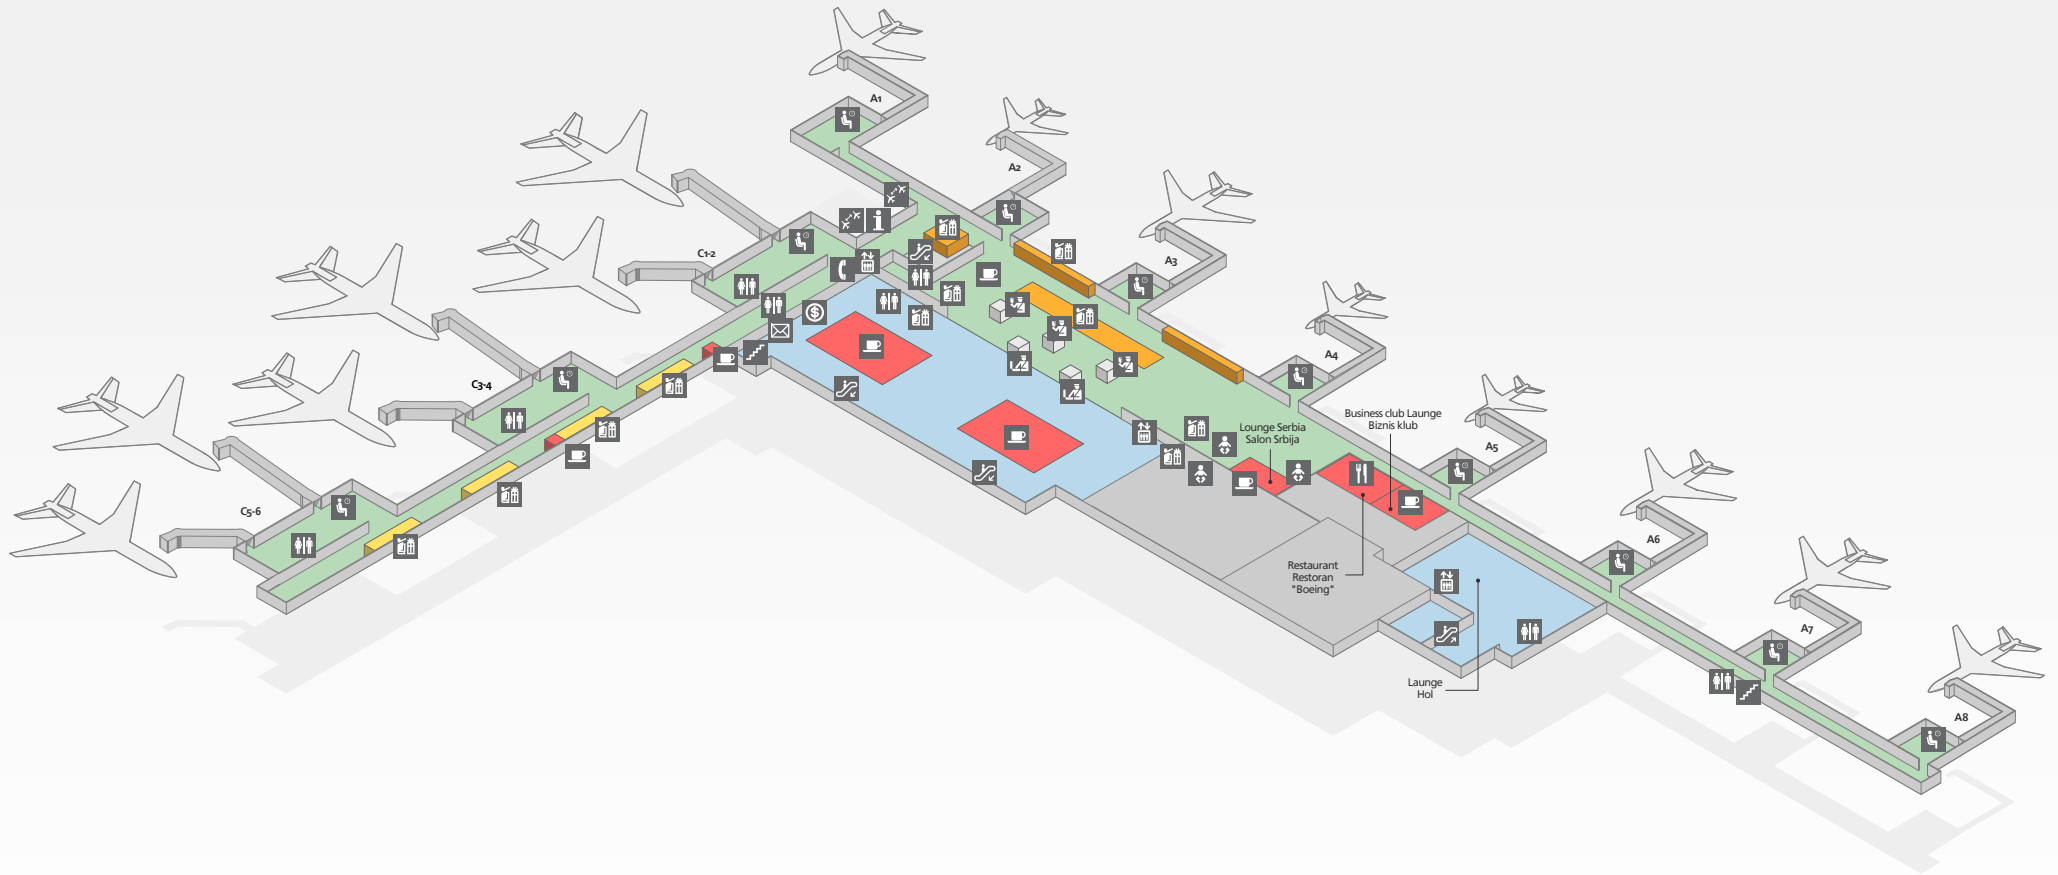 A1
A2
A3
C1-2
A4
C3-4
Business club Launge
Biznis klub
Lounge Serbia
Salon Srbija
A5
C5-6
A6
Restaurant
Restoran
"Boeing"
A7
Launge
Hol
A8